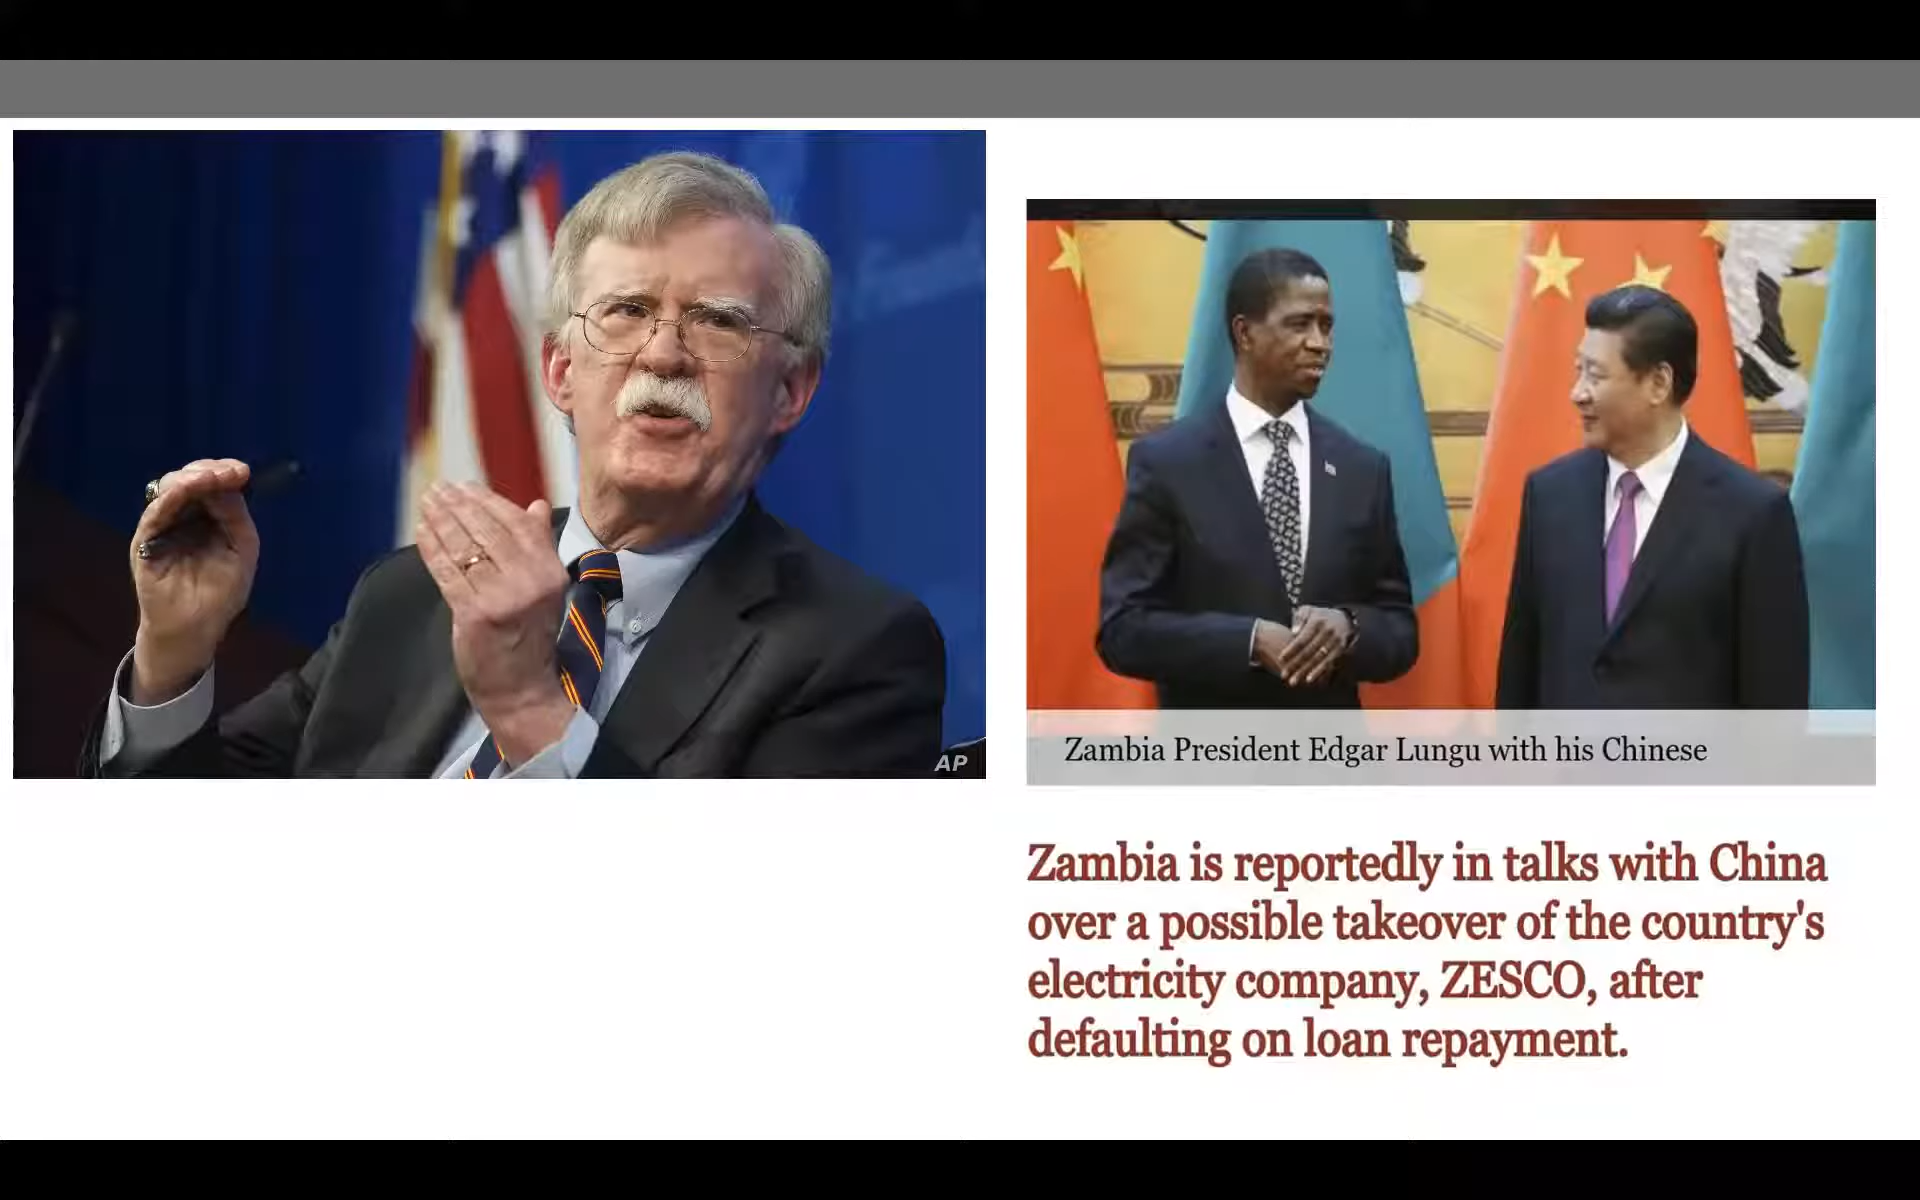 AP
Zambia President Edgar Lungu with his Chinese
Zambia is reportedly in talks with China
over a possible takeover of the country's
electricity company, ZESCO, after
defaulting on loan repayment.